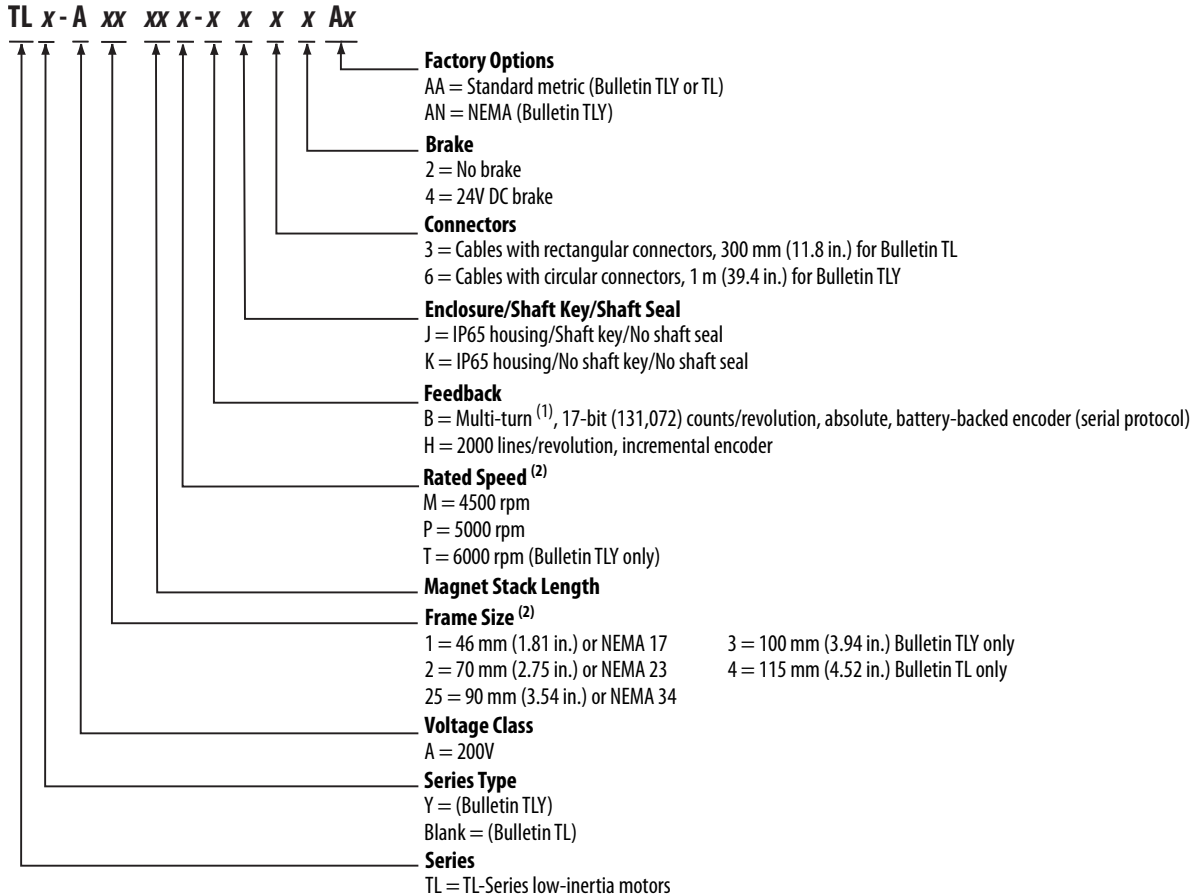 TL x - A xx xx x - x x x x Ax
Factory Options
AA = Standard metric (Bulletin TLY or TL)
AN = NEMA (Bulletin TLY)
Brake
2 = No brake
4 = 24V DC brake
Connectors
3 = Cables with rectangular connectors, 300 mm (11.8 in.) for Bulletin TL
6 = Cables with circular connectors, 1 m (39.4 in.) for Bulletin TLY
Enclosure/Shaft Key/Shaft Seal
J = IP65 housing/Shaft key/No shaft seal
K = IP65 housing/No shaft key/No shaft seal
Feedback
B = Multi-turn (1), 17-bit (131,072) counts/revolution, absolute, battery-backed encoder (serial protocol)
H = 2000 lines/revolution, incremental encoder
Rated Speed (2)
M = 4500 rpm
P = 5000 rpm
T = 6000 rpm (Bulletin TLY only)
Magnet Stack Length
Frame Size (2)
1 = 46 mm (1.81 in.) or NEMA 17 3 = 100 mm (3.94 in.) Bulletin TLY only
2 = 70 mm (2.75 in.) or NEMA 23 4 = 115 mm (4.52 in.) Bulletin TL only
25 = 90 mm (3.54 in.) or NEMA 34
Voltage Class
A = 200V
Series Type
Y = (Bulletin TLY)
Blank = (Bulletin TL)
Series
TL = TL-Series low-inertia motors